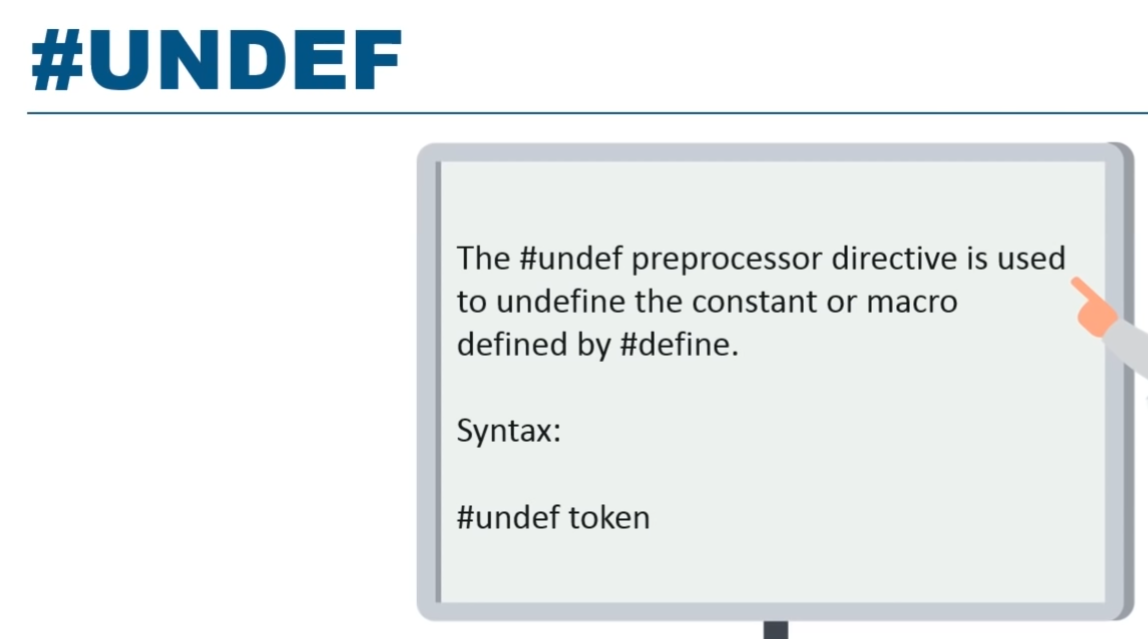 #UNDEF
The #undef preprocessor directive is used
to undefine the constant or macro
defined by #define.
Syntax:
#undef token